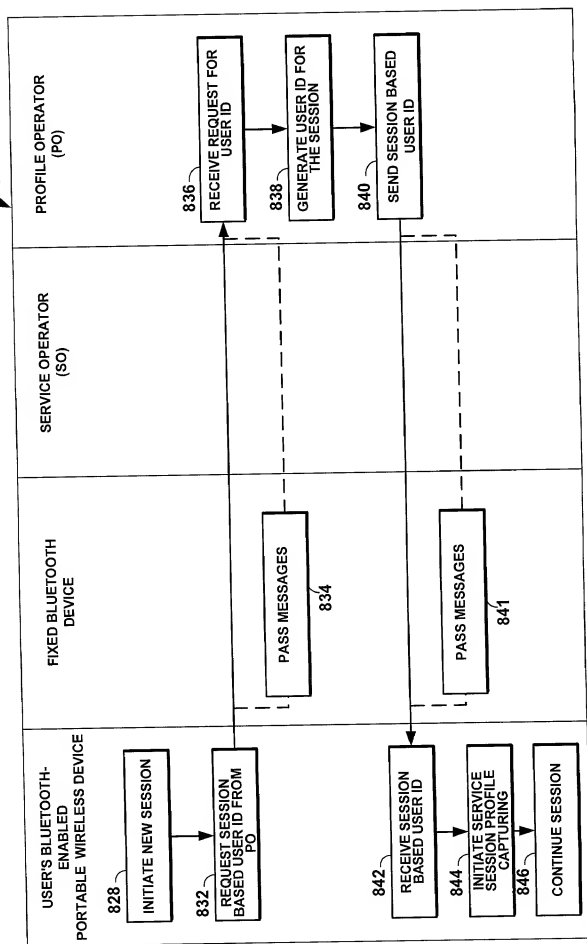 USER'S BLUETOOTH-
ENABLED
PORTABLE WIRELESS DEVICE
828
INITIATE NEW SESSION
832
REQUEST SESSION
BASED USER ID FROM
PO
842
RECEIVE SESSION
BASED USER ID
844
INITIATE SERVICE
SESSION PROFILE
CAPTURING
846
CONTINUE SESSION
FIXED BLUETOOTH
DEVICE
PASS MESSAGES
834
PASS MESSAGES
841
SERVICE OPERATOR
(SO)
PROFILE OPERATOR
(PO)
836
RECEIVE REQUEST FOR
USER ID
838
GENERATE USER ID FOR
THE SESSION
840
SEND SESSION BASED
USER ID